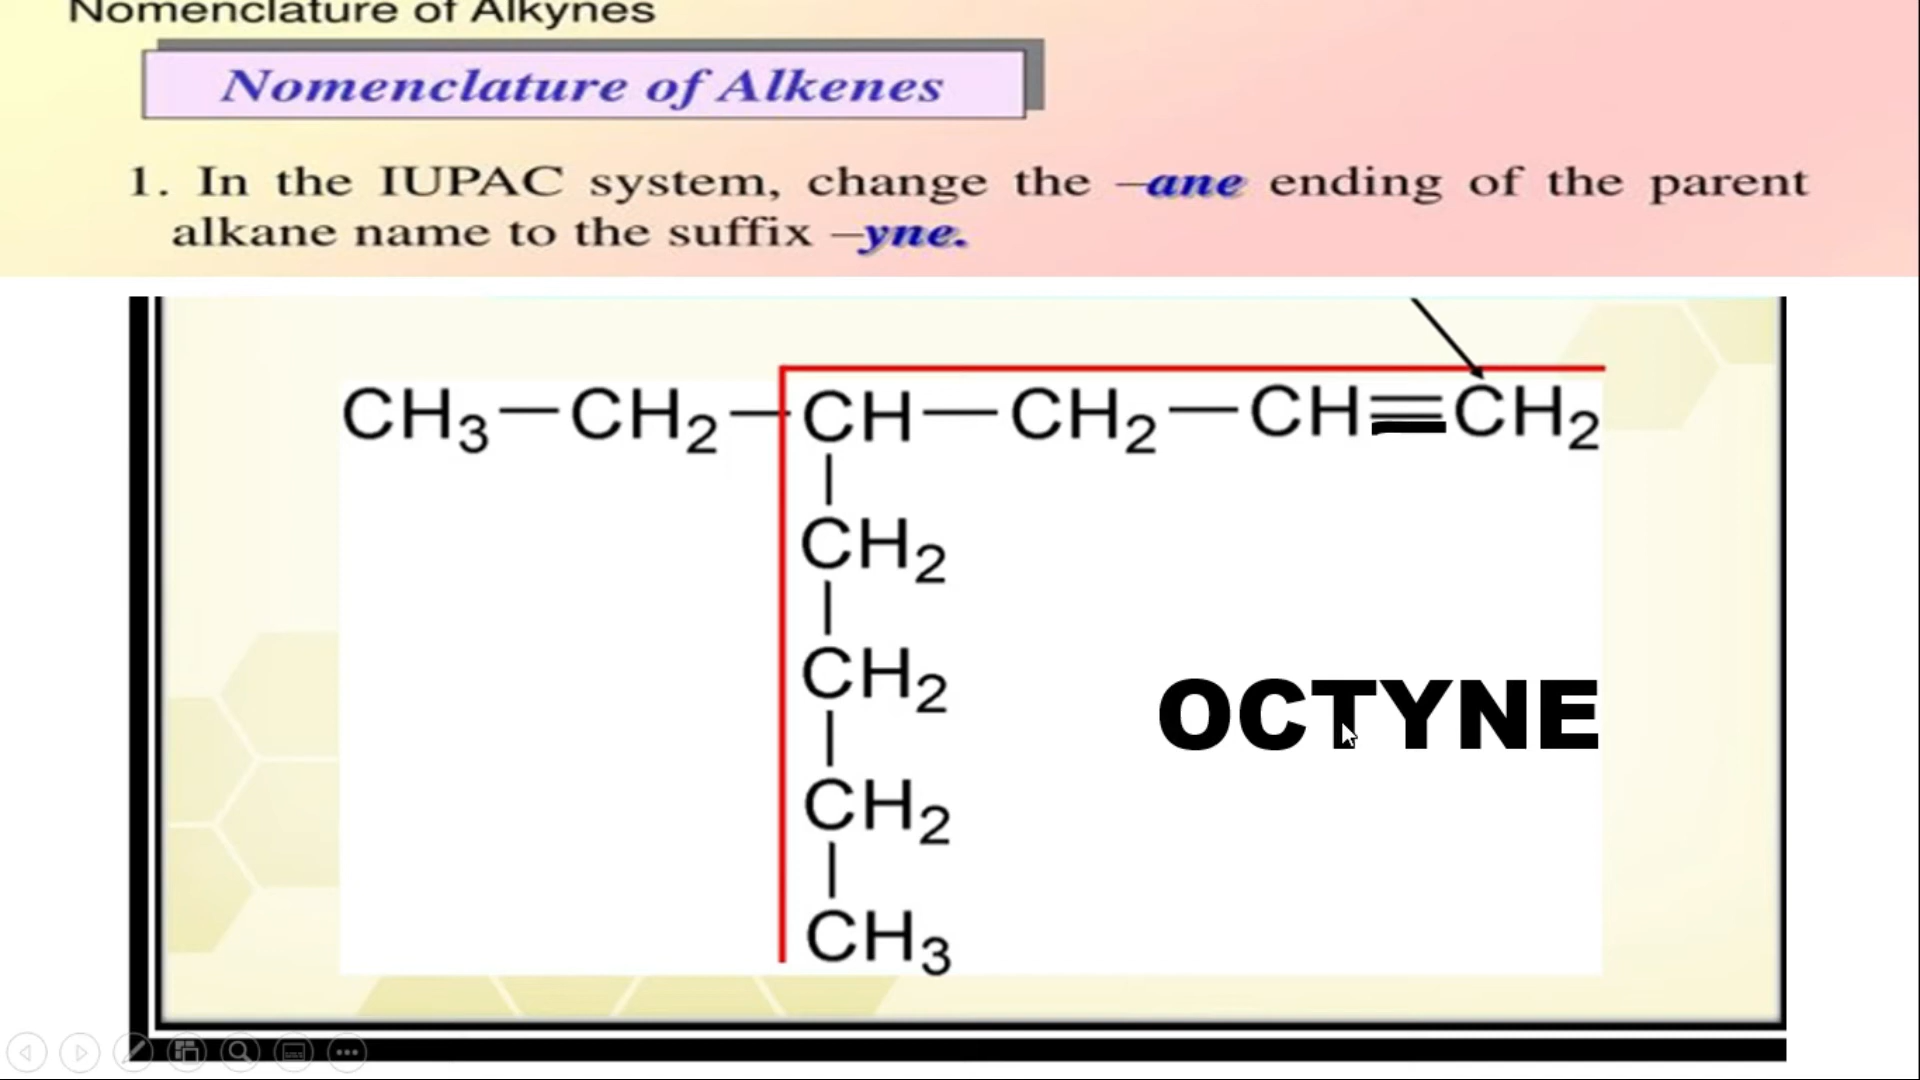 Nomenclature of Alkynes
Nomenclature of Alkenes
1. In the IUPAC system, change the –ane ending of the parent
alkane name to the suffix –yne.
CH₃—CH₂—CH—CH₂—CH≡CH₂
CH₂
CH₂
OCTYNE
CH₂
CH₃